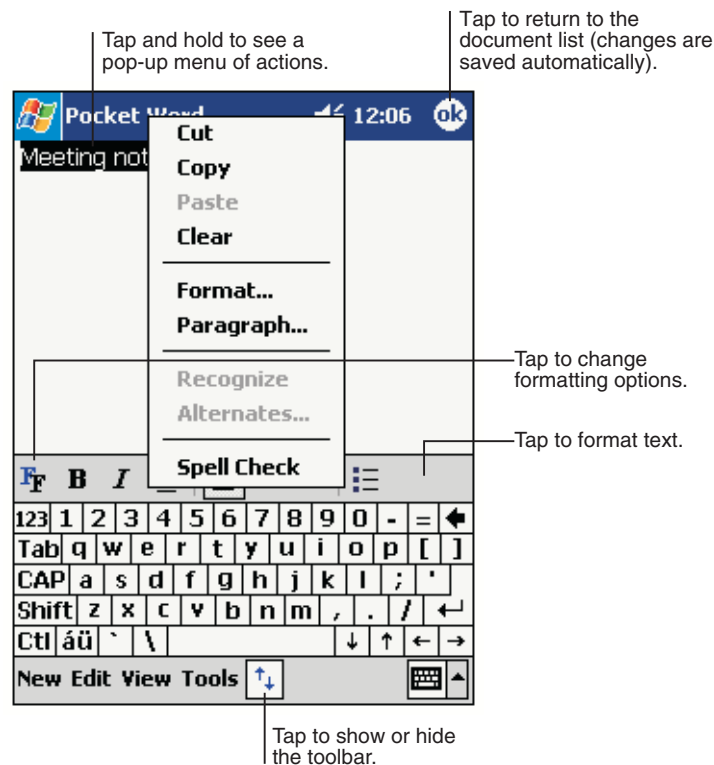 Tap to return to the
document list (changes are
saved automatically).
Tap and hold to see a
pop-up menu of actions.
Pocket 12:06 ok
Meeting
Cut
Copy
Paste
Clear
Format...
Paragraph...
Recognize
Alternates...
Spell Check
Tap to change
formatting options.
Tap to format text.
FF B I
123 1 2 3 4 5 6 7 8 9 0 - =
Tab q w e r t y u i o p [ ]
CAP a s d f g h j k l ; '
Shift z x c v b n m , . /
Ctl áü ` \
New Edit View Tools
Tap to show or hide
the toolbar.